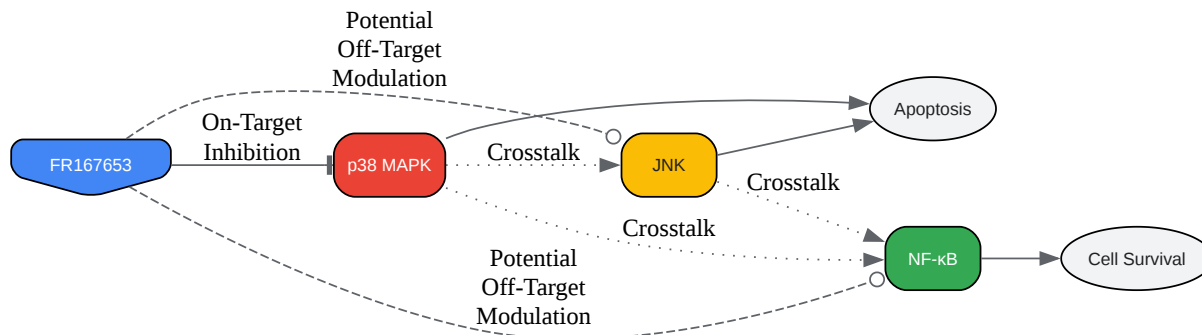 Potential
Off-Target
Modulation
Apoptosis
On-Target
Inhibition
FR167653
p38 MAPK
Crosstalk
JNK
Crosstalk
Crosstalk
Potential
Off-Target
Modulation
NF-κB
Cell Survival